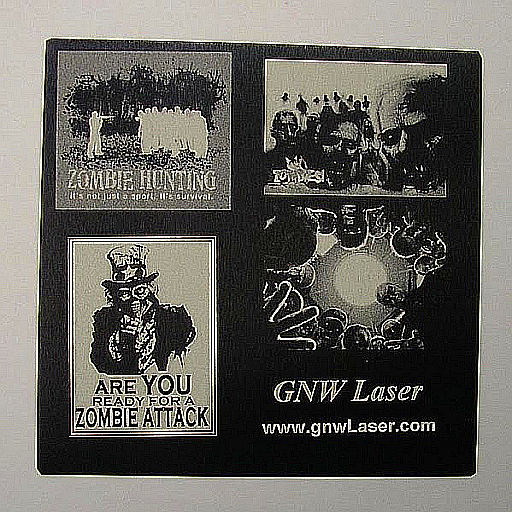 ZOMBIE HUNTING
It's not just a sport, it's survival.
ZOMBIES!
ARE YOU
READY FOR A
ZOMBIE ATTACK
GNW Laser
www.gnwLaser.com